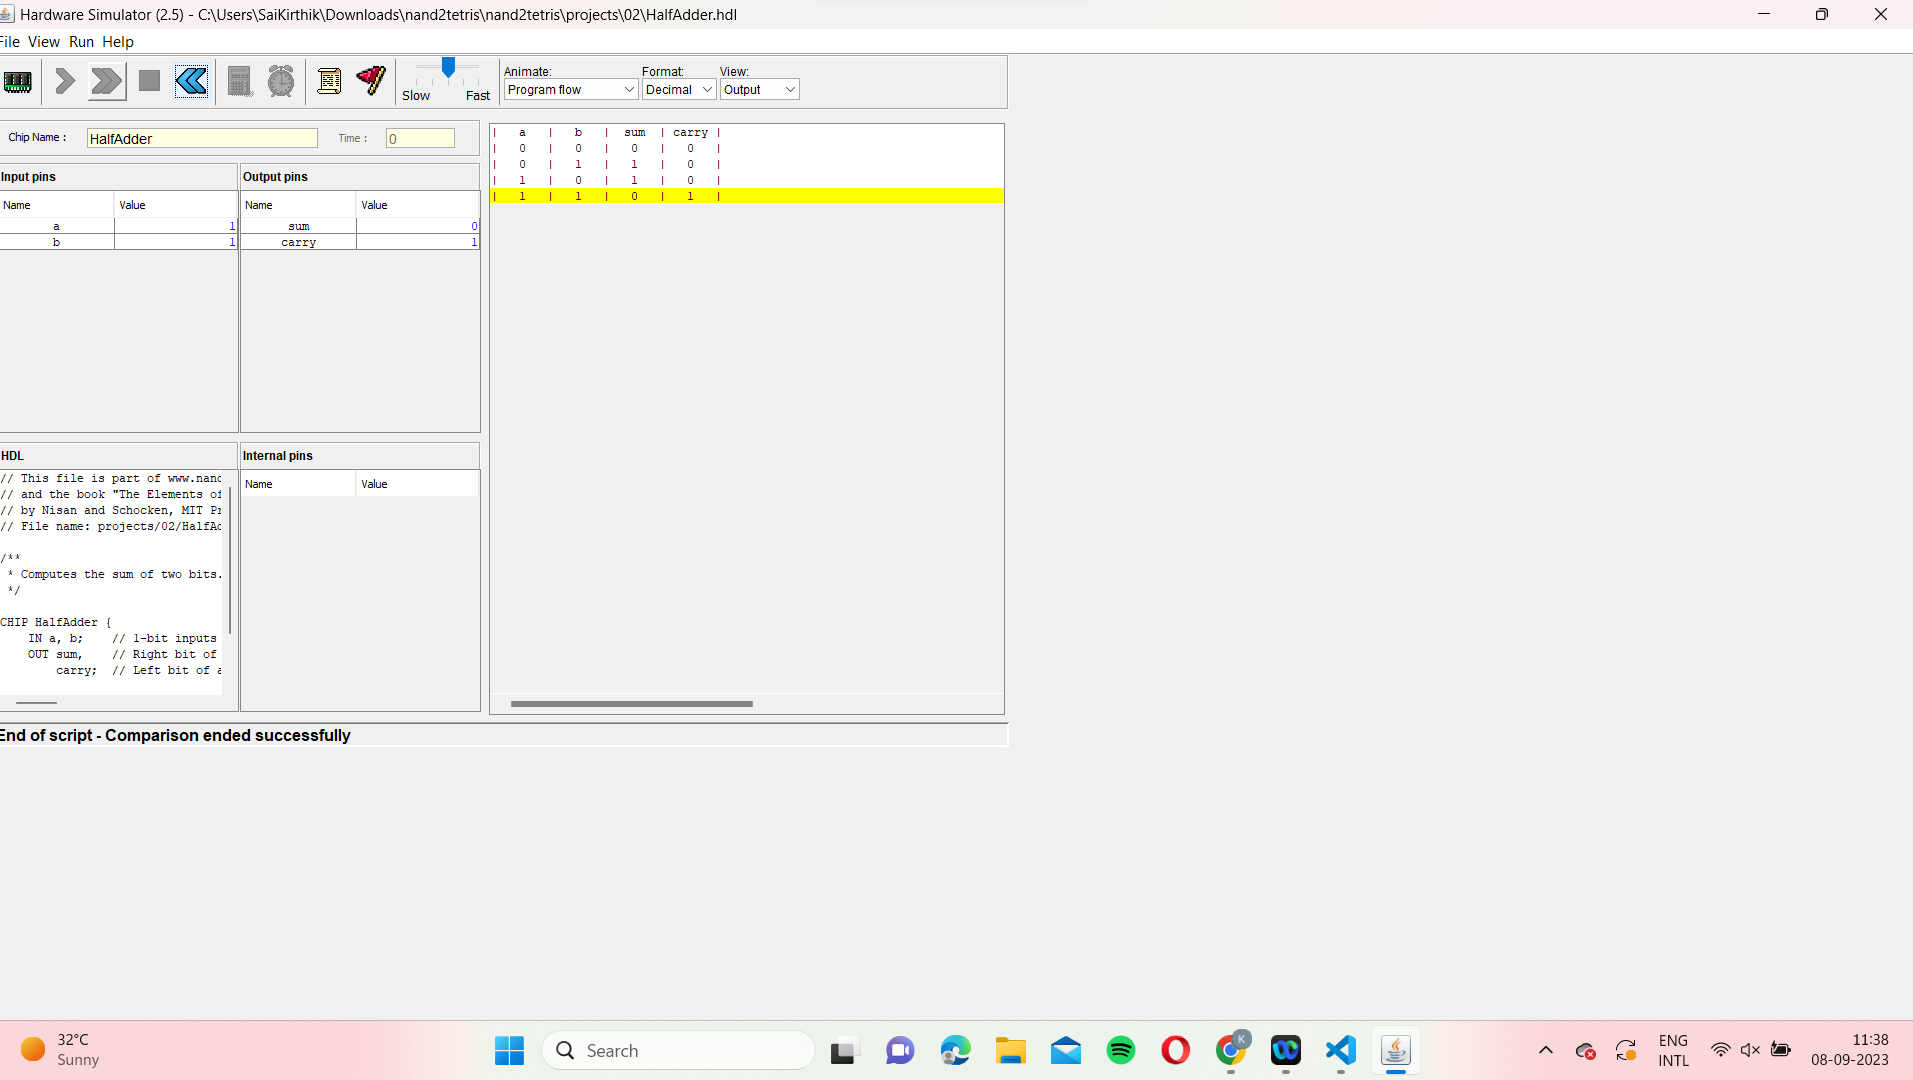 Hardware Simulator (2.5) - C:\Users\SaiKirthik\Downloads\nand2tetris\nand2tetris\projects\02\HalfAdder.hdl
File View Run Help
Slow Fast
Animate: Format: View:
Program flow Decimal Output
Chip Name : HalfAdder Time : 0
Input pins
Name Value
a 1
b 1
Output pins
Name Value
sum 0
carry 1
| a | b | sum | carry |
| 0 | 0 | 0 | 0 |
| 0 | 1 | 1 | 0 |
| 1 | 0 | 1 | 0 |
| 1 | 1 | 0 | 1 |
HDL
// This file is part of www.nand
// and the book "The Elements of
// by Nisan and Schocken, MIT Pr
// File name: projects/02/HalfAd
/**
* Computes the sum of two bits.
*/
CHIP HalfAdder {
IN a, b; // 1-bit inputs
OUT sum, // Right bit of
carry; // Left bit of a
Internal pins
Name Value
End of script - Comparison ended successfully
32°C
Sunny
Search
K
ENG
INTL
11:38
08-09-2023